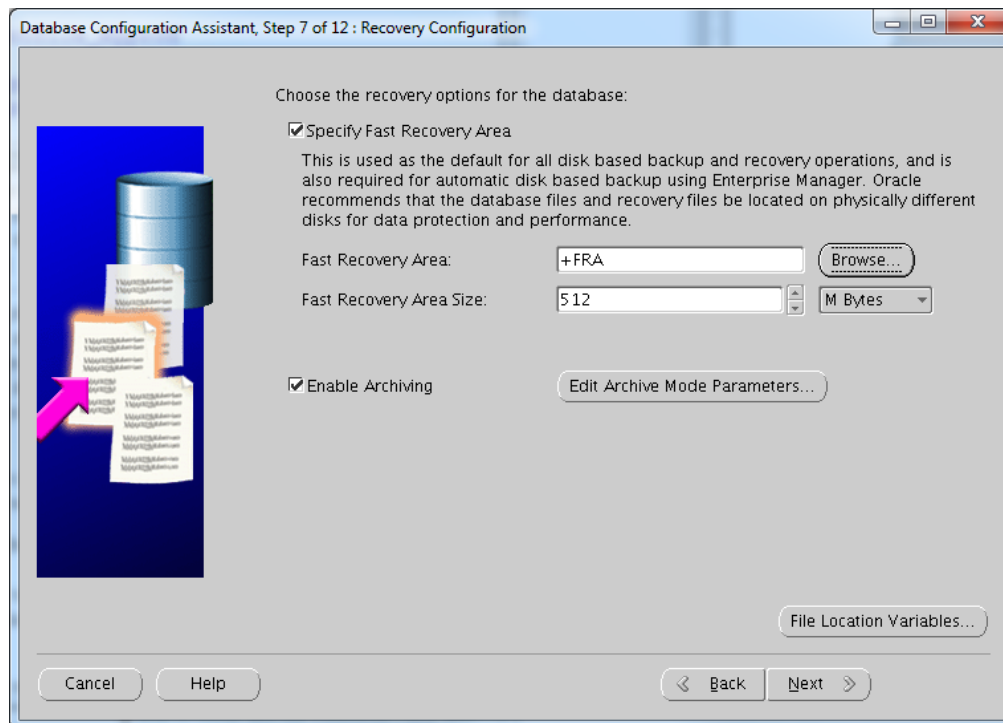 Database Configuration Assistant, Step 7 of 12 : Recovery Configuration
Choose the recovery options for the database:
Specify Fast Recovery Area
This is used as the default for all disk based backup and recovery operations, and is
also required for automatic disk based backup using Enterprise Manager. Oracle
recommends that the database files and recovery files be located on physically different
disks for data protection and performance.
Fast Recovery Area: +FRA Browse...
Fast Recovery Area Size: 512 M Bytes
Enable Archiving Edit Archive Mode Parameters...
File Location Variables...
Cancel Help Back Next